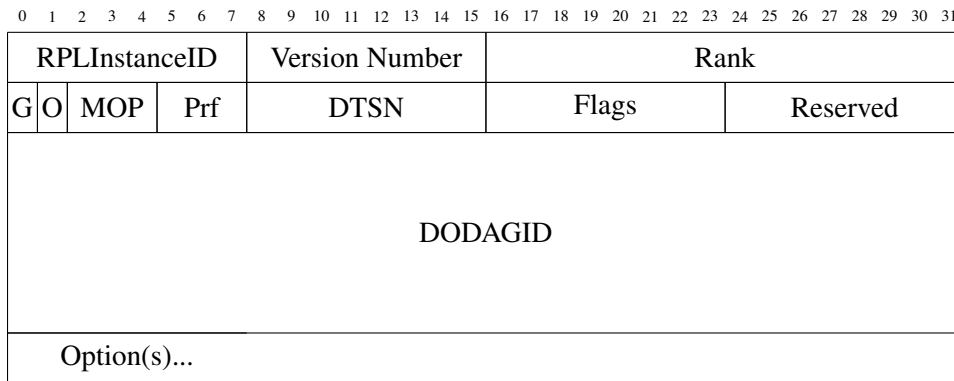 0 1 2 3 4 5 6 7 8 9 10 11 12 13 14 15 16 17 18 19 20 21 22 23 24 25 26 27 28 29 30 31
RPLInstanceID Version Number Rank
G O MOP Prf DTSN Flags Reserved
DODAGID
Option(s)...